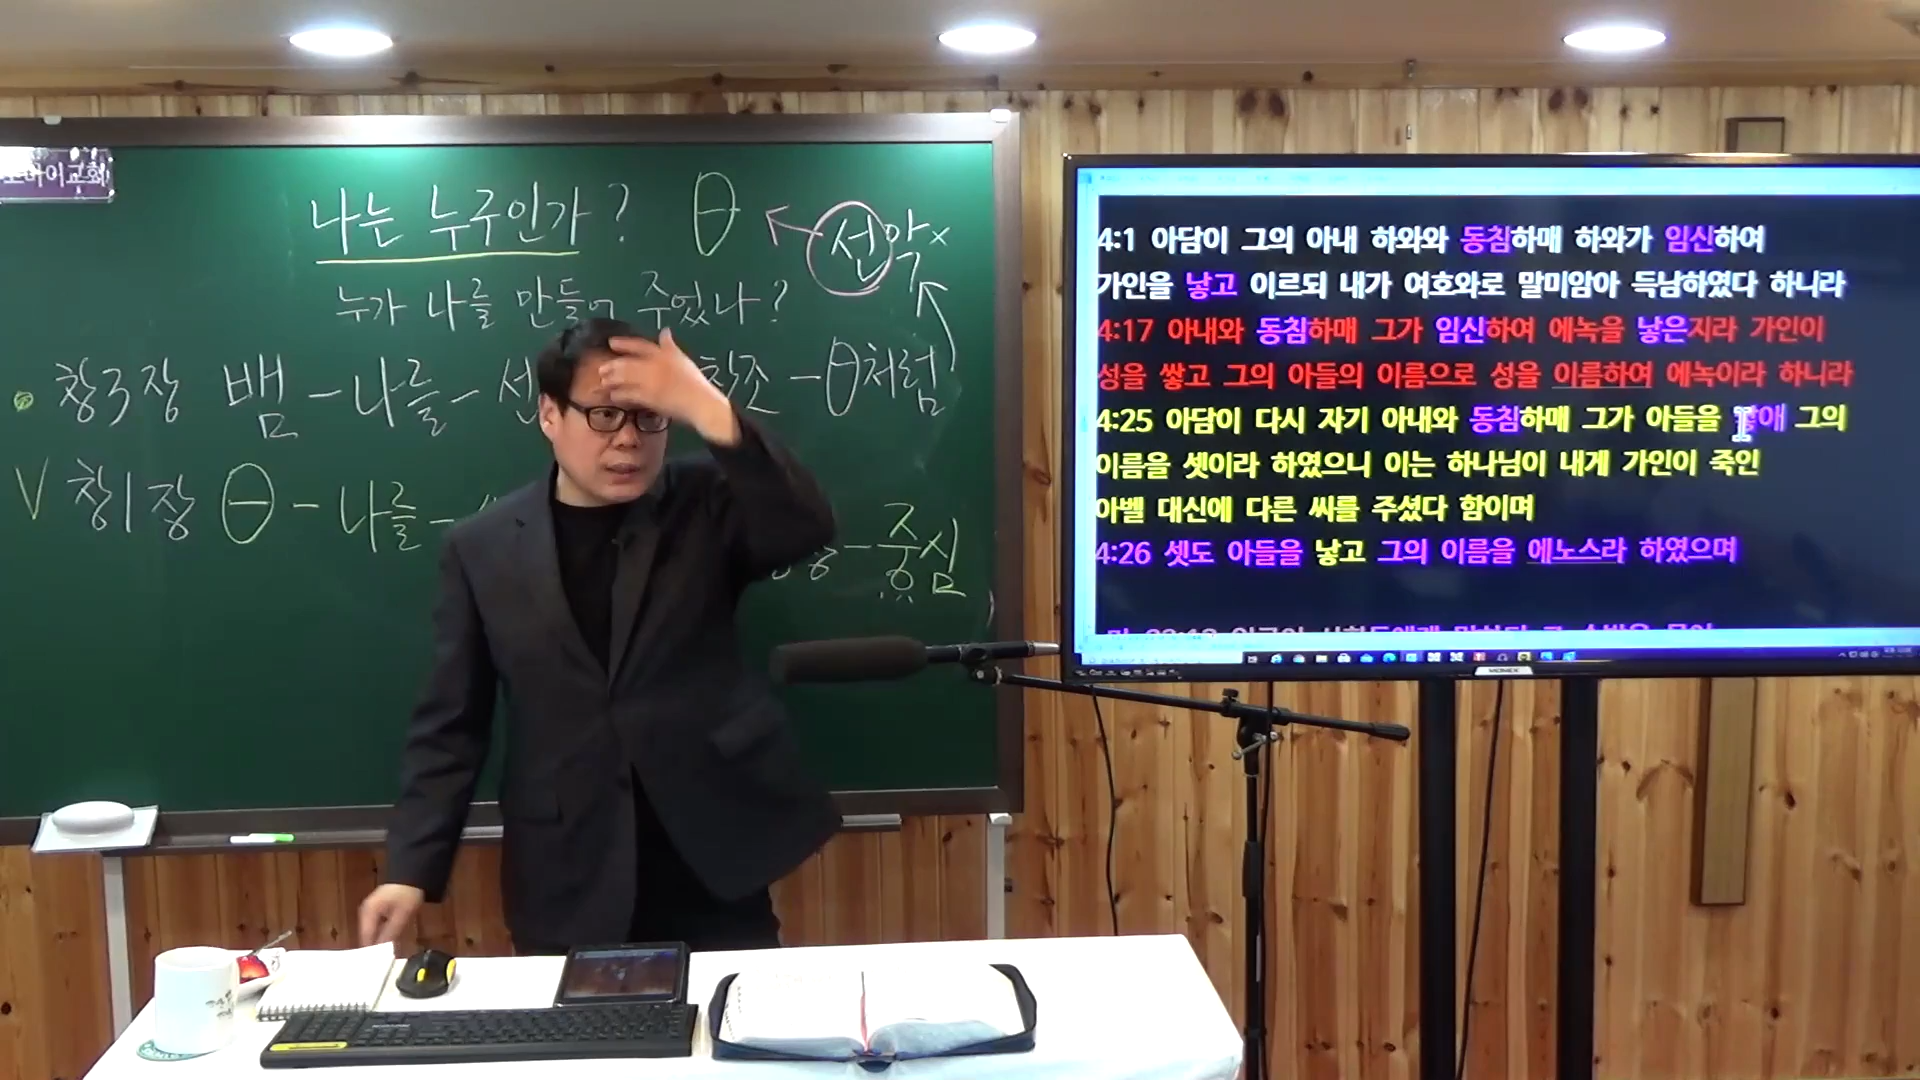 나는 누구인가? θ 선악×
누가 나를 만들어 주었나?
창3장 뱀 - 나를 - 선 창조 - θ처럼
V 창1장 θ - 나를 - 중심
4:1 아담이 그의 아내 하와와 동침하매 하와가 임신하여
가인을 낳고 이르되 내가 여호와로 말미암아 득남하였다 하니라
4:17 아내와 동침하매 그가 임신하여 에녹을 낳은지라 가인이
성을 쌓고 그의 아들의 이름으로 성을 이름하여 에녹이라 하니라
4:25 아담이 다시 자기 아내와 동침하매 그가 아들을 그의
이름을 셋이라 하였으니 이는 하나님이 내게 가인이 죽인
아벨 대신에 다른 씨를 주셨다 함이며
4:26 셋도 아들을 낳고 그의 이름을 에노스라 하였으며